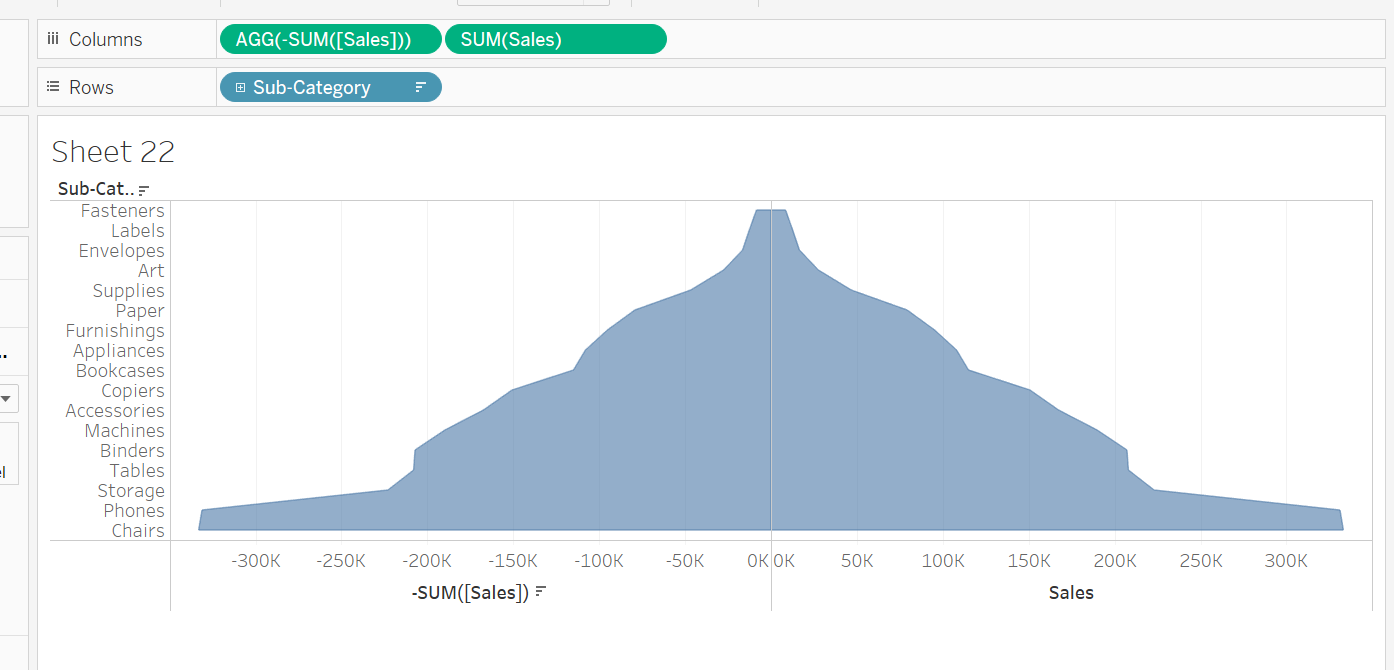 Columns AGG(-SUM([Sales])) SUM(Sales)
Rows Sub-Category
Sheet 22
Sub-Cat..
Fasteners
Labels
Envelopes
Art
Supplies
Paper
Furnishings
Appliances
Bookcases
Copiers
Accessories
Machines
Binders
Tables
Storage
Phones
Chairs
-300K -250K -200K -150K -100K -50K 0K 0K 50K 100K 150K 200K 250K 300K
-SUM([Sales]) Sales